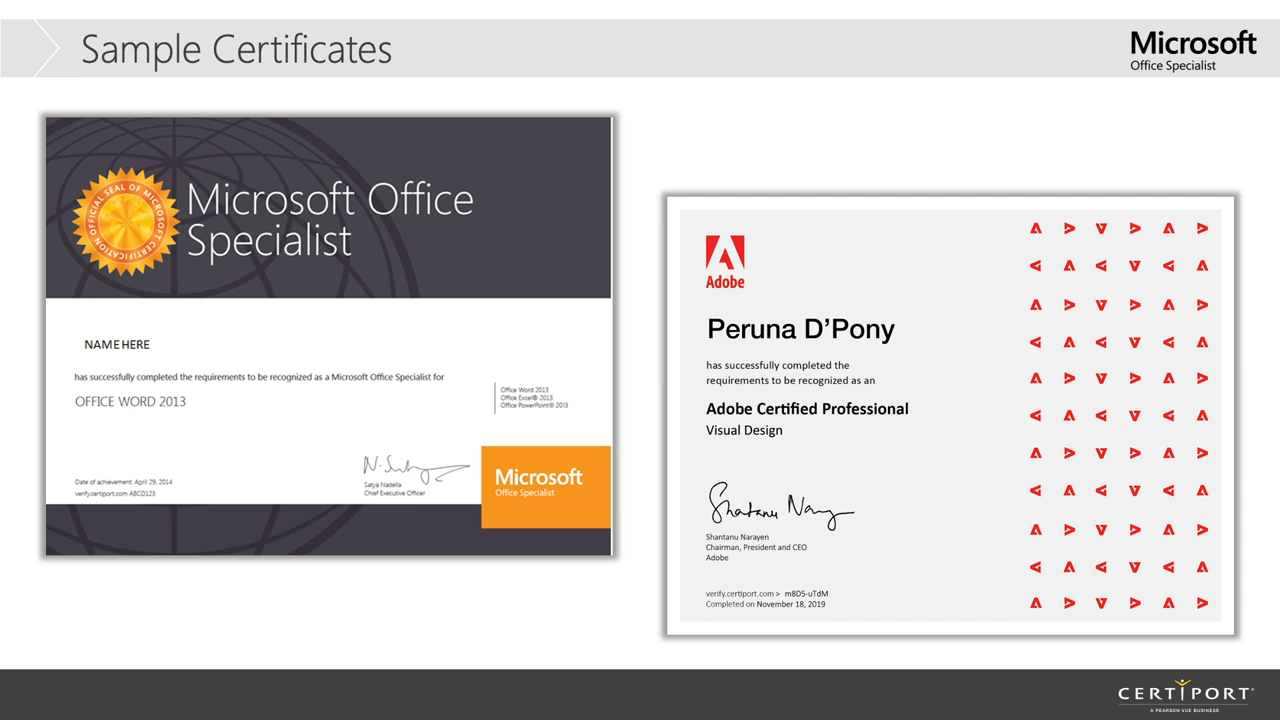 Sample Certificates
Microsoft
Office Specialist
OFFICIAL SEAL OF MICROSOFT CERTIFICATION
Microsoft Office
Specialist
NAME HERE
has successfully completed the requirements to be recognized as a Microsoft Office Specialist for
OFFICE WORD 2013
Office Word 2013
Office Excel® 2013
Office PowerPoint® 2013
Date of achievement: April 29, 2014
verify.certiport.com ABCD123
Satya Nadella
Chief Executive Officer
Microsoft
Office Specialist
Adobe
Peruna D’Pony
has successfully completed the
requirements to be recognized as an
Adobe Certified Professional
Visual Design
Shantanu Narayen
Shantanu Narayen
Chairman, President and CEO
Adobe
verify.certiport.com > m8D5-uTdM
Completed on November 18, 2019
CERTIPORT®
A PEARSON VUE BUSINESS